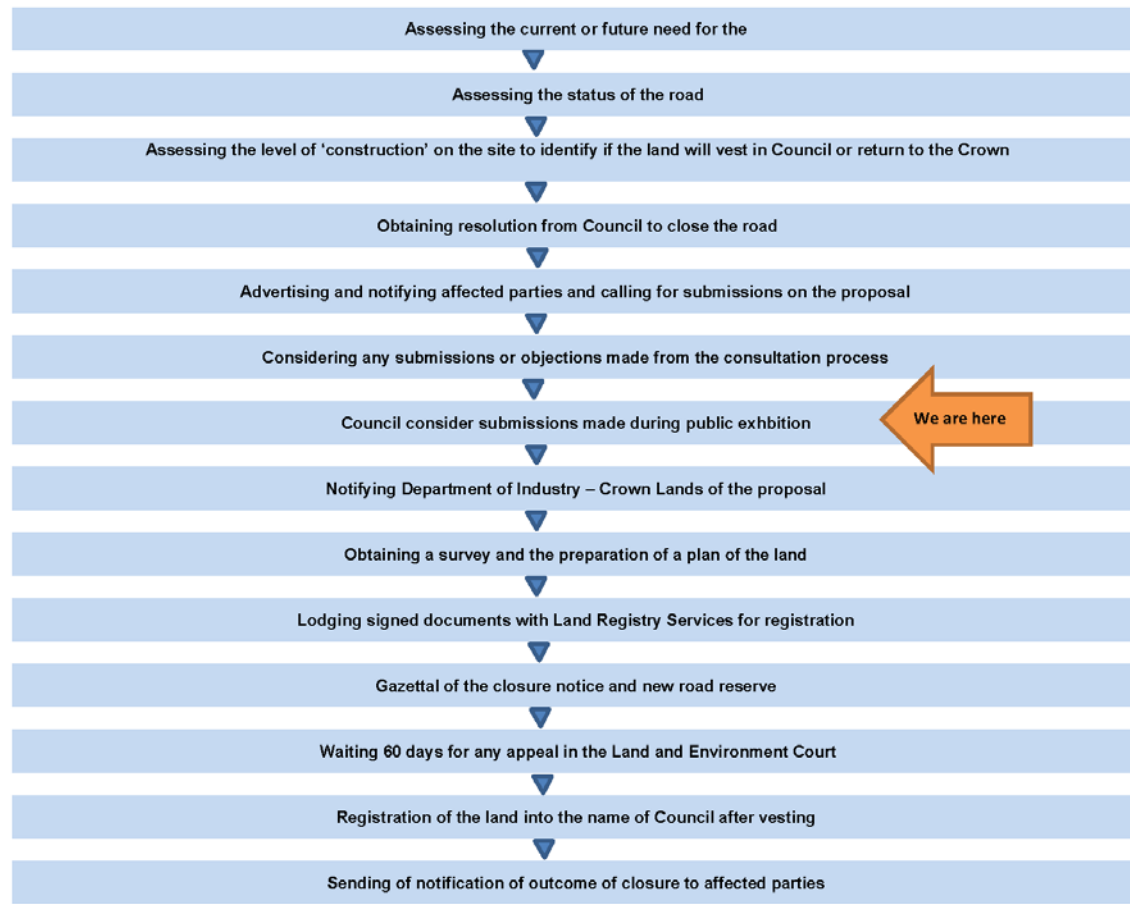 Assessing the current or future need for the
Assessing the status of the road
Assessing the level of ‘construction’ on the site to identify if the land will vest in Council or return to the Crown
Obtaining resolution from Council to close the road
Advertising and notifying affected parties and calling for submissions on the proposal
Considering any submissions or objections made from the consultation process
Council consider submissions made during public exhbition
We are here
Notifying Department of Industry – Crown Lands of the proposal
Obtaining a survey and the preparation of a plan of the land
Lodging signed documents with Land Registry Services for registration
Gazettal of the closure notice and new road reserve
Waiting 60 days for any appeal in the Land and Environment Court
Registration of the land into the name of Council after vesting
Sending of notification of outcome of closure to affected parties